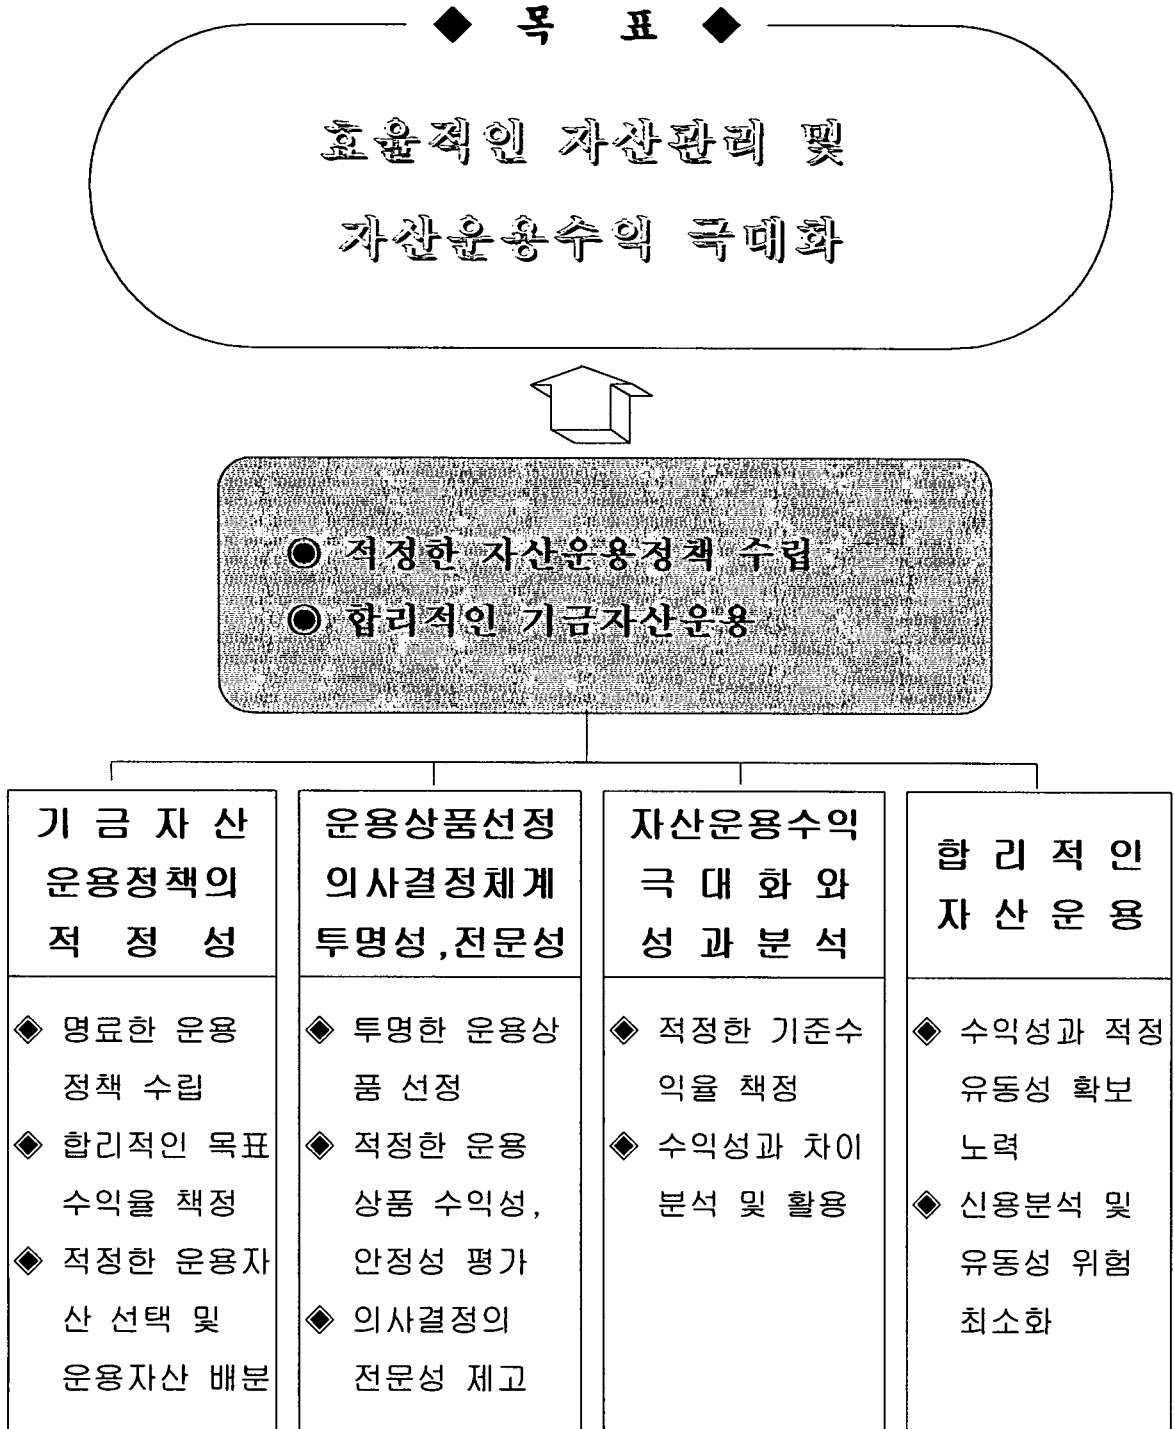 ◆ 목 표 ◆
효율적인 자산관리 및
자산운용수익 극대화
◉ 적정한 자산운용정책 수립
◉ 합리적인 기금자산운용
기 금 자 산
운용정책의
적 정 성
◈ 명료한 운용
정책 수립
◈ 합리적인 목표
수익율 책정
◈ 적정한 운용자
산 선택 및
운용자산 배분
운용상품선정
의사결정체계
투명성,전문성
◈ 투명한 운용상
품 선정
◈ 적정한 운용
상품 수익성,
안정성 평가
◈ 의사결정의
전문성 제고
자산운용수익
극 대 화 와
성 과 분 석
◈ 적정한 기준수
익율 책정
◈ 수익성과 차이
분석 및 활용
합 리 적 인
자 산 운 용
◈ 수익성과 적정
유동성 확보
노력
◈ 신용분석 및
유동성 위험
최소화